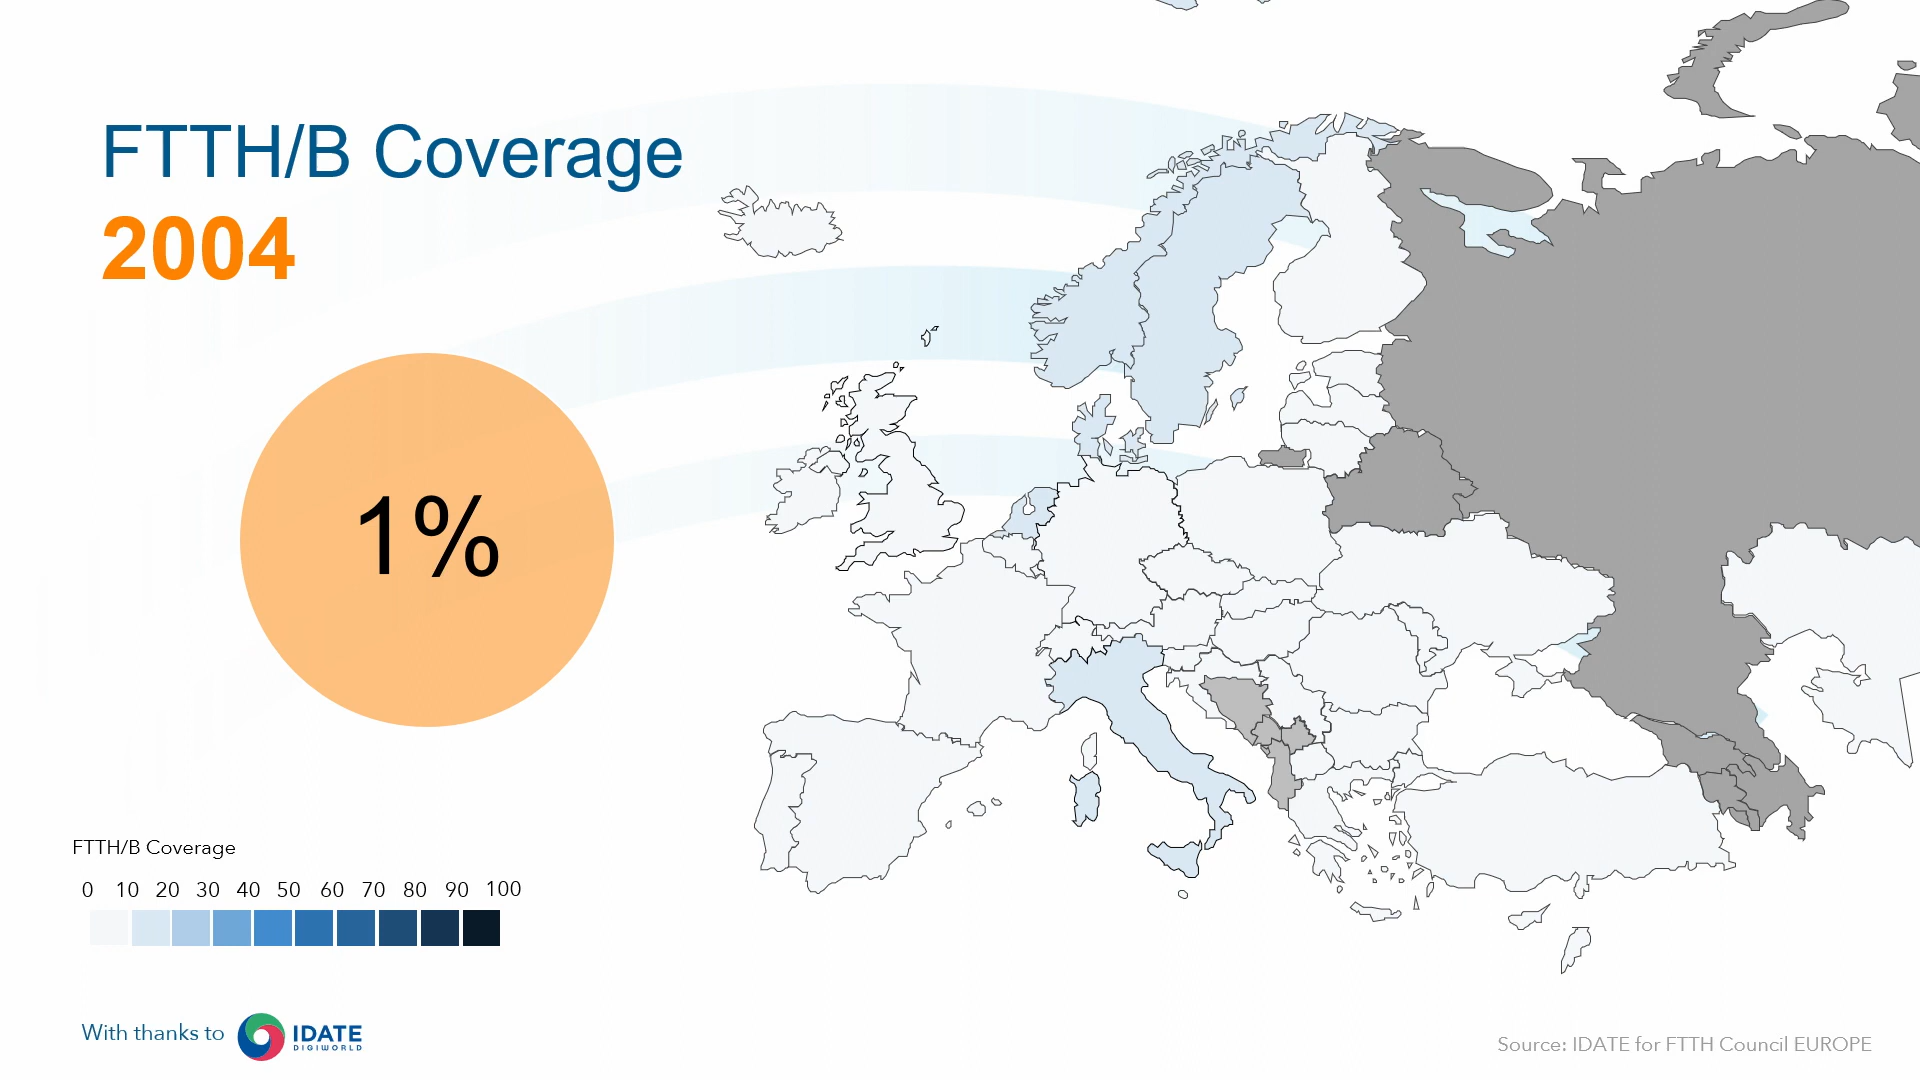 FTTH/B Coverage
2004
1%
FTTH/B Coverage
0 10 20 30 40 50 60 70 80 90 100
With thanks to IDATE
DIGIWORLD
Source: IDATE for FTTH Council EUROPE